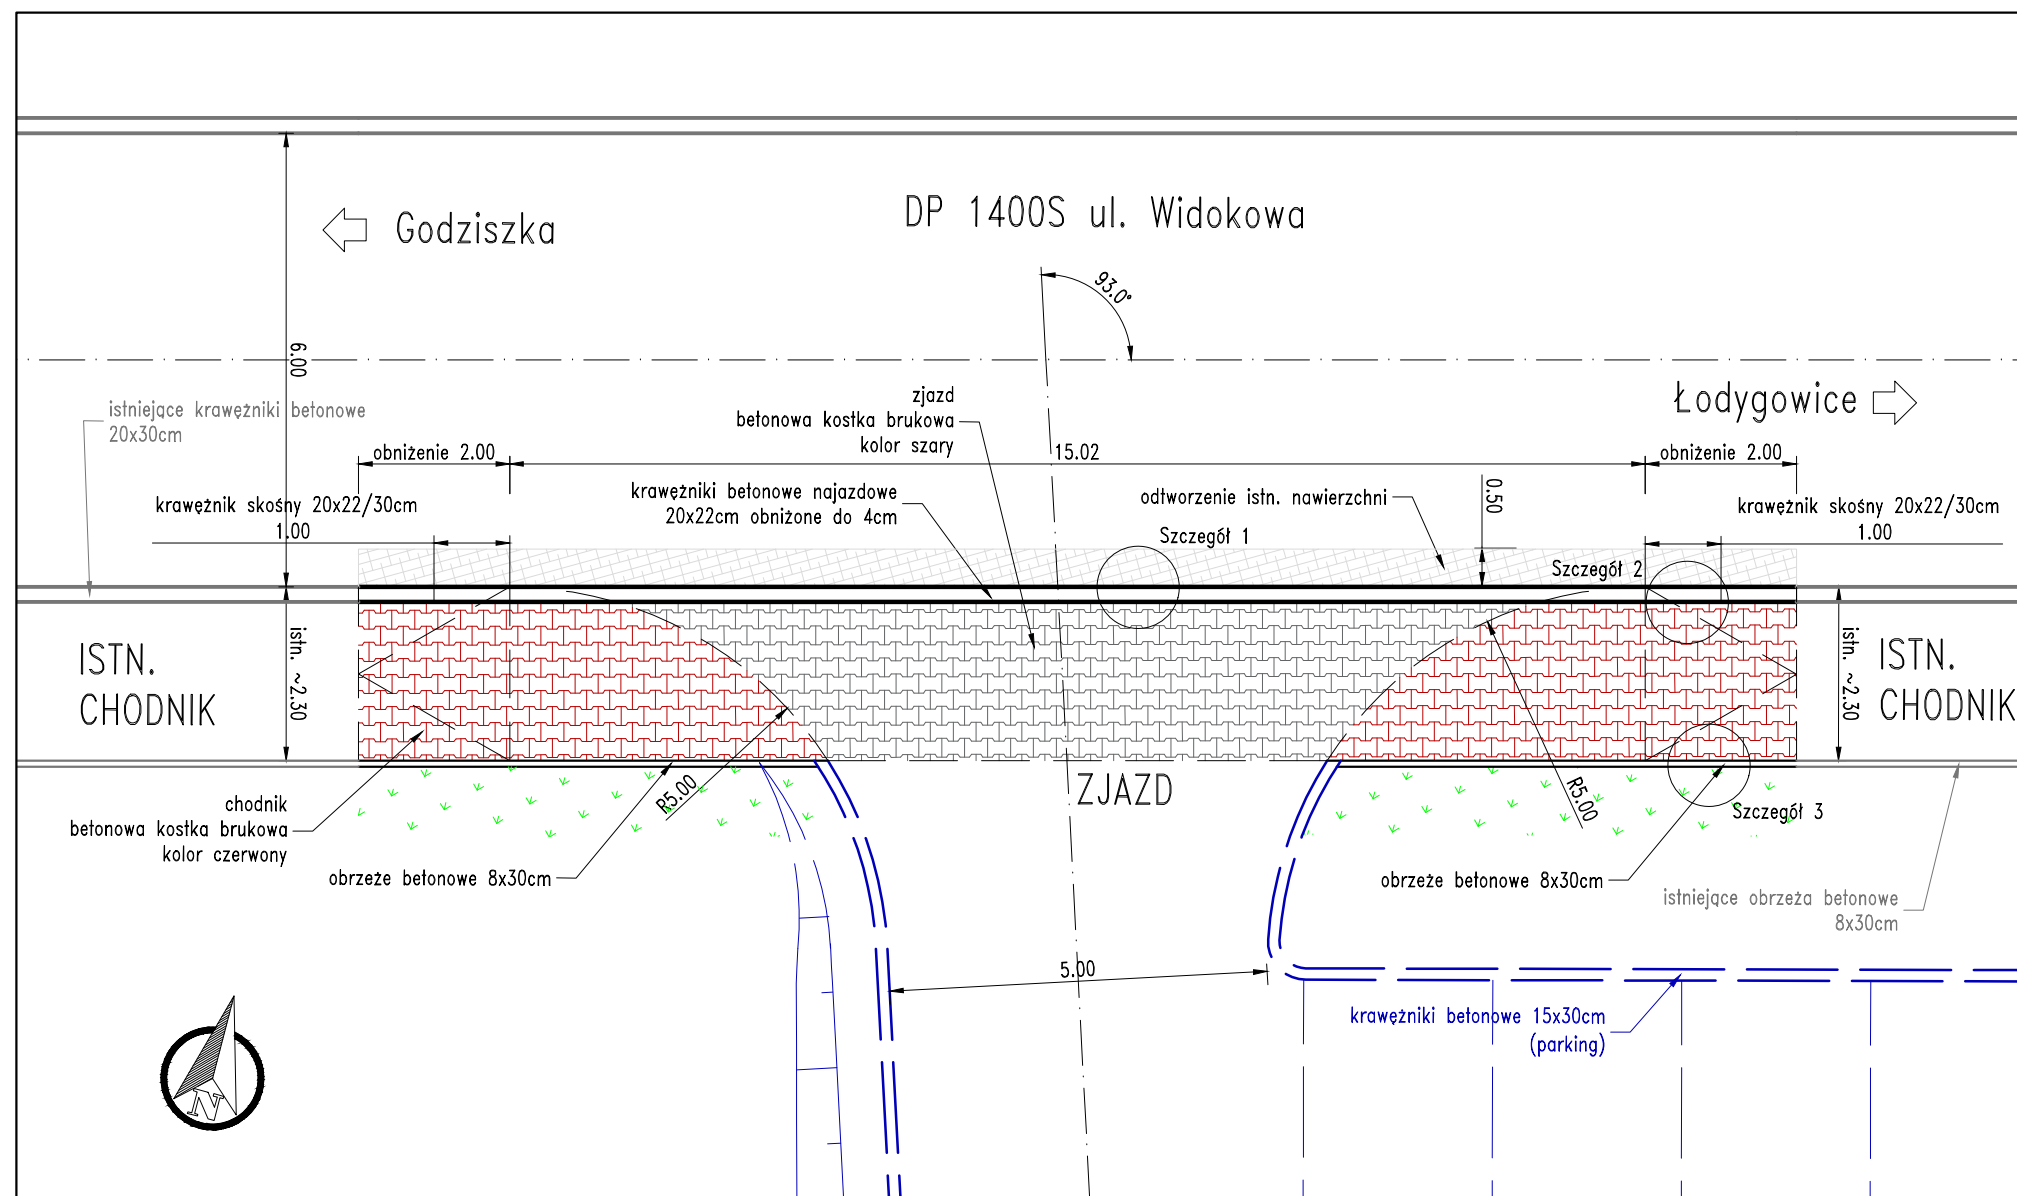 DP 1400S ul. Widokowa
Godziszka
93.0°
6.00
Łodygowice
istniejące krawężniki betonowe
20x30cm
zjazd
betonowa kostka brukowa
kolor szary
obniżenie 2.00
15.02
obniżenie 2.00
krawężnik skośny 20x22/30cm
1.00
krawężniki betonowe najazdowe
20x22cm obniżone do 4cm
odtworzenie istn. nawierzchni
0.50
krawężnik skośny 20x22/30cm
1.00
Szczegół 1
Szczegół 2
ISTN.
CHODNIK
istn. ~2.30
istn. ~2.30
ISTN.
CHODNIK
ZJAZD
R5.00
R5.00
Szczegół 3
chodnik
betonowa kostka brukowa
kolor czerwony
obrzeże betonowe 8x30cm
obrzeże betonowe 8x30cm
istniejące obrzeża betonowe
8x30cm
5.00
krawężniki betonowe 15x30cm
(parking)
N